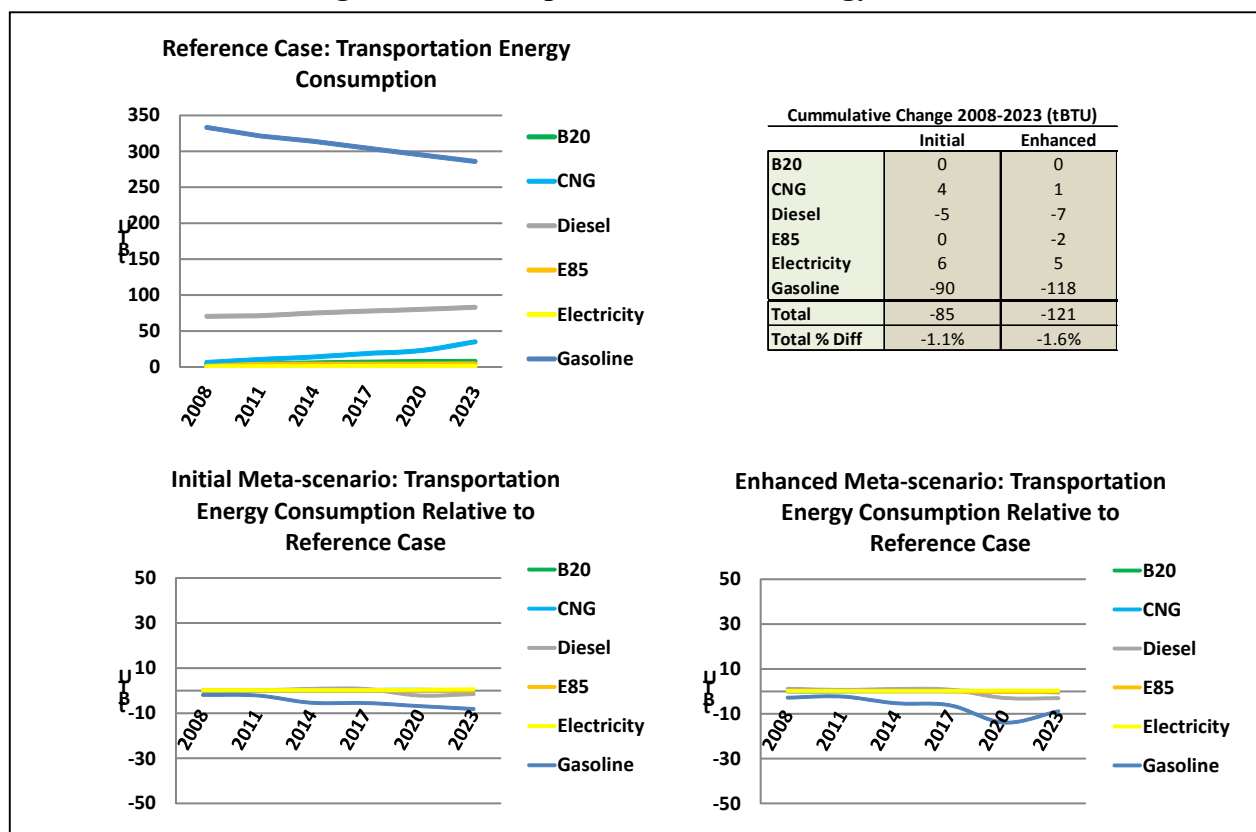 Reference Case: Transportation Energy
Consumption
350
300
250
200
150
100
50
0
tBTU
2008
2011
2014
2017
2020
2023
B20
CNG
Diesel
E85
Electricity
Gasoline
Cummulative Change 2008-2023 (tBTU)
Initial Enhanced
B20 0 0
CNG 4 1
Diesel -5 -7
E85 0 -2
Electricity 6 5
Gasoline -90 -118
Total -85 -121
Total % Diff -1.1% -1.6%
Initial Meta-scenario: Transportation
Energy Consumption Relative to
Reference Case
50
30
10
-10
-30
-50
tBTU
2008
2011
2014
2017
2020
2023
B20
CNG
Diesel
E85
Electricity
Gasoline
Enhanced Meta-scenario: Transportation
Energy Consumption Relative to
Reference Case
50
30
10
-10
-30
-50
tBTU
2008
2011
2014
2017
2020
2023
B20
CNG
Diesel
E85
Electricity
Gasoline